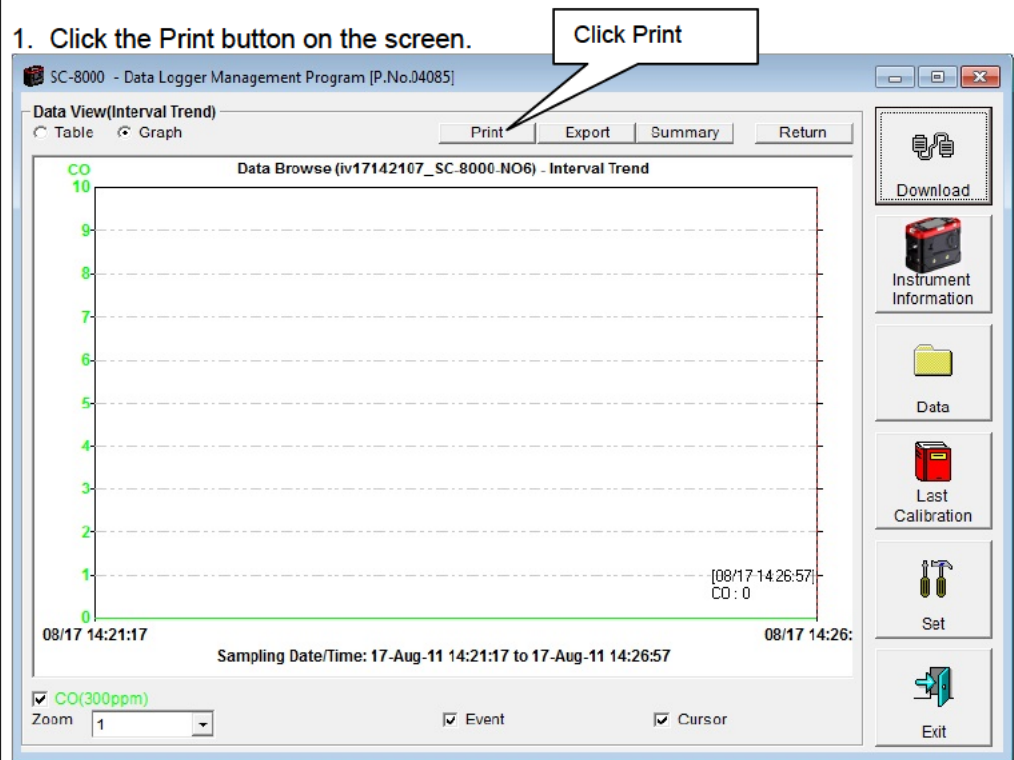 1. Click the Print button on the screen.
Click Print
SC-8000 - Data Logger Management Program [P.No.04085]
Data View(Interval Trend)
Table Graph Print Export Summary Return
Download
Data Browse (iv17142107_SC-8000-NO6) - Interval Trend
CO
10
9
8
7
6
5
4
3
2
1
0
Instrument
Information
Data
Last
Calibration
[08/17 14:26:57]
CO : 0
Set
08/17 14:21:17 08/17 14:26:
Sampling Date/Time: 17-Aug-11 14:21:17 to 17-Aug-11 14:26:57
CO(300ppm)
Zoom 1 Event Cursor
Exit